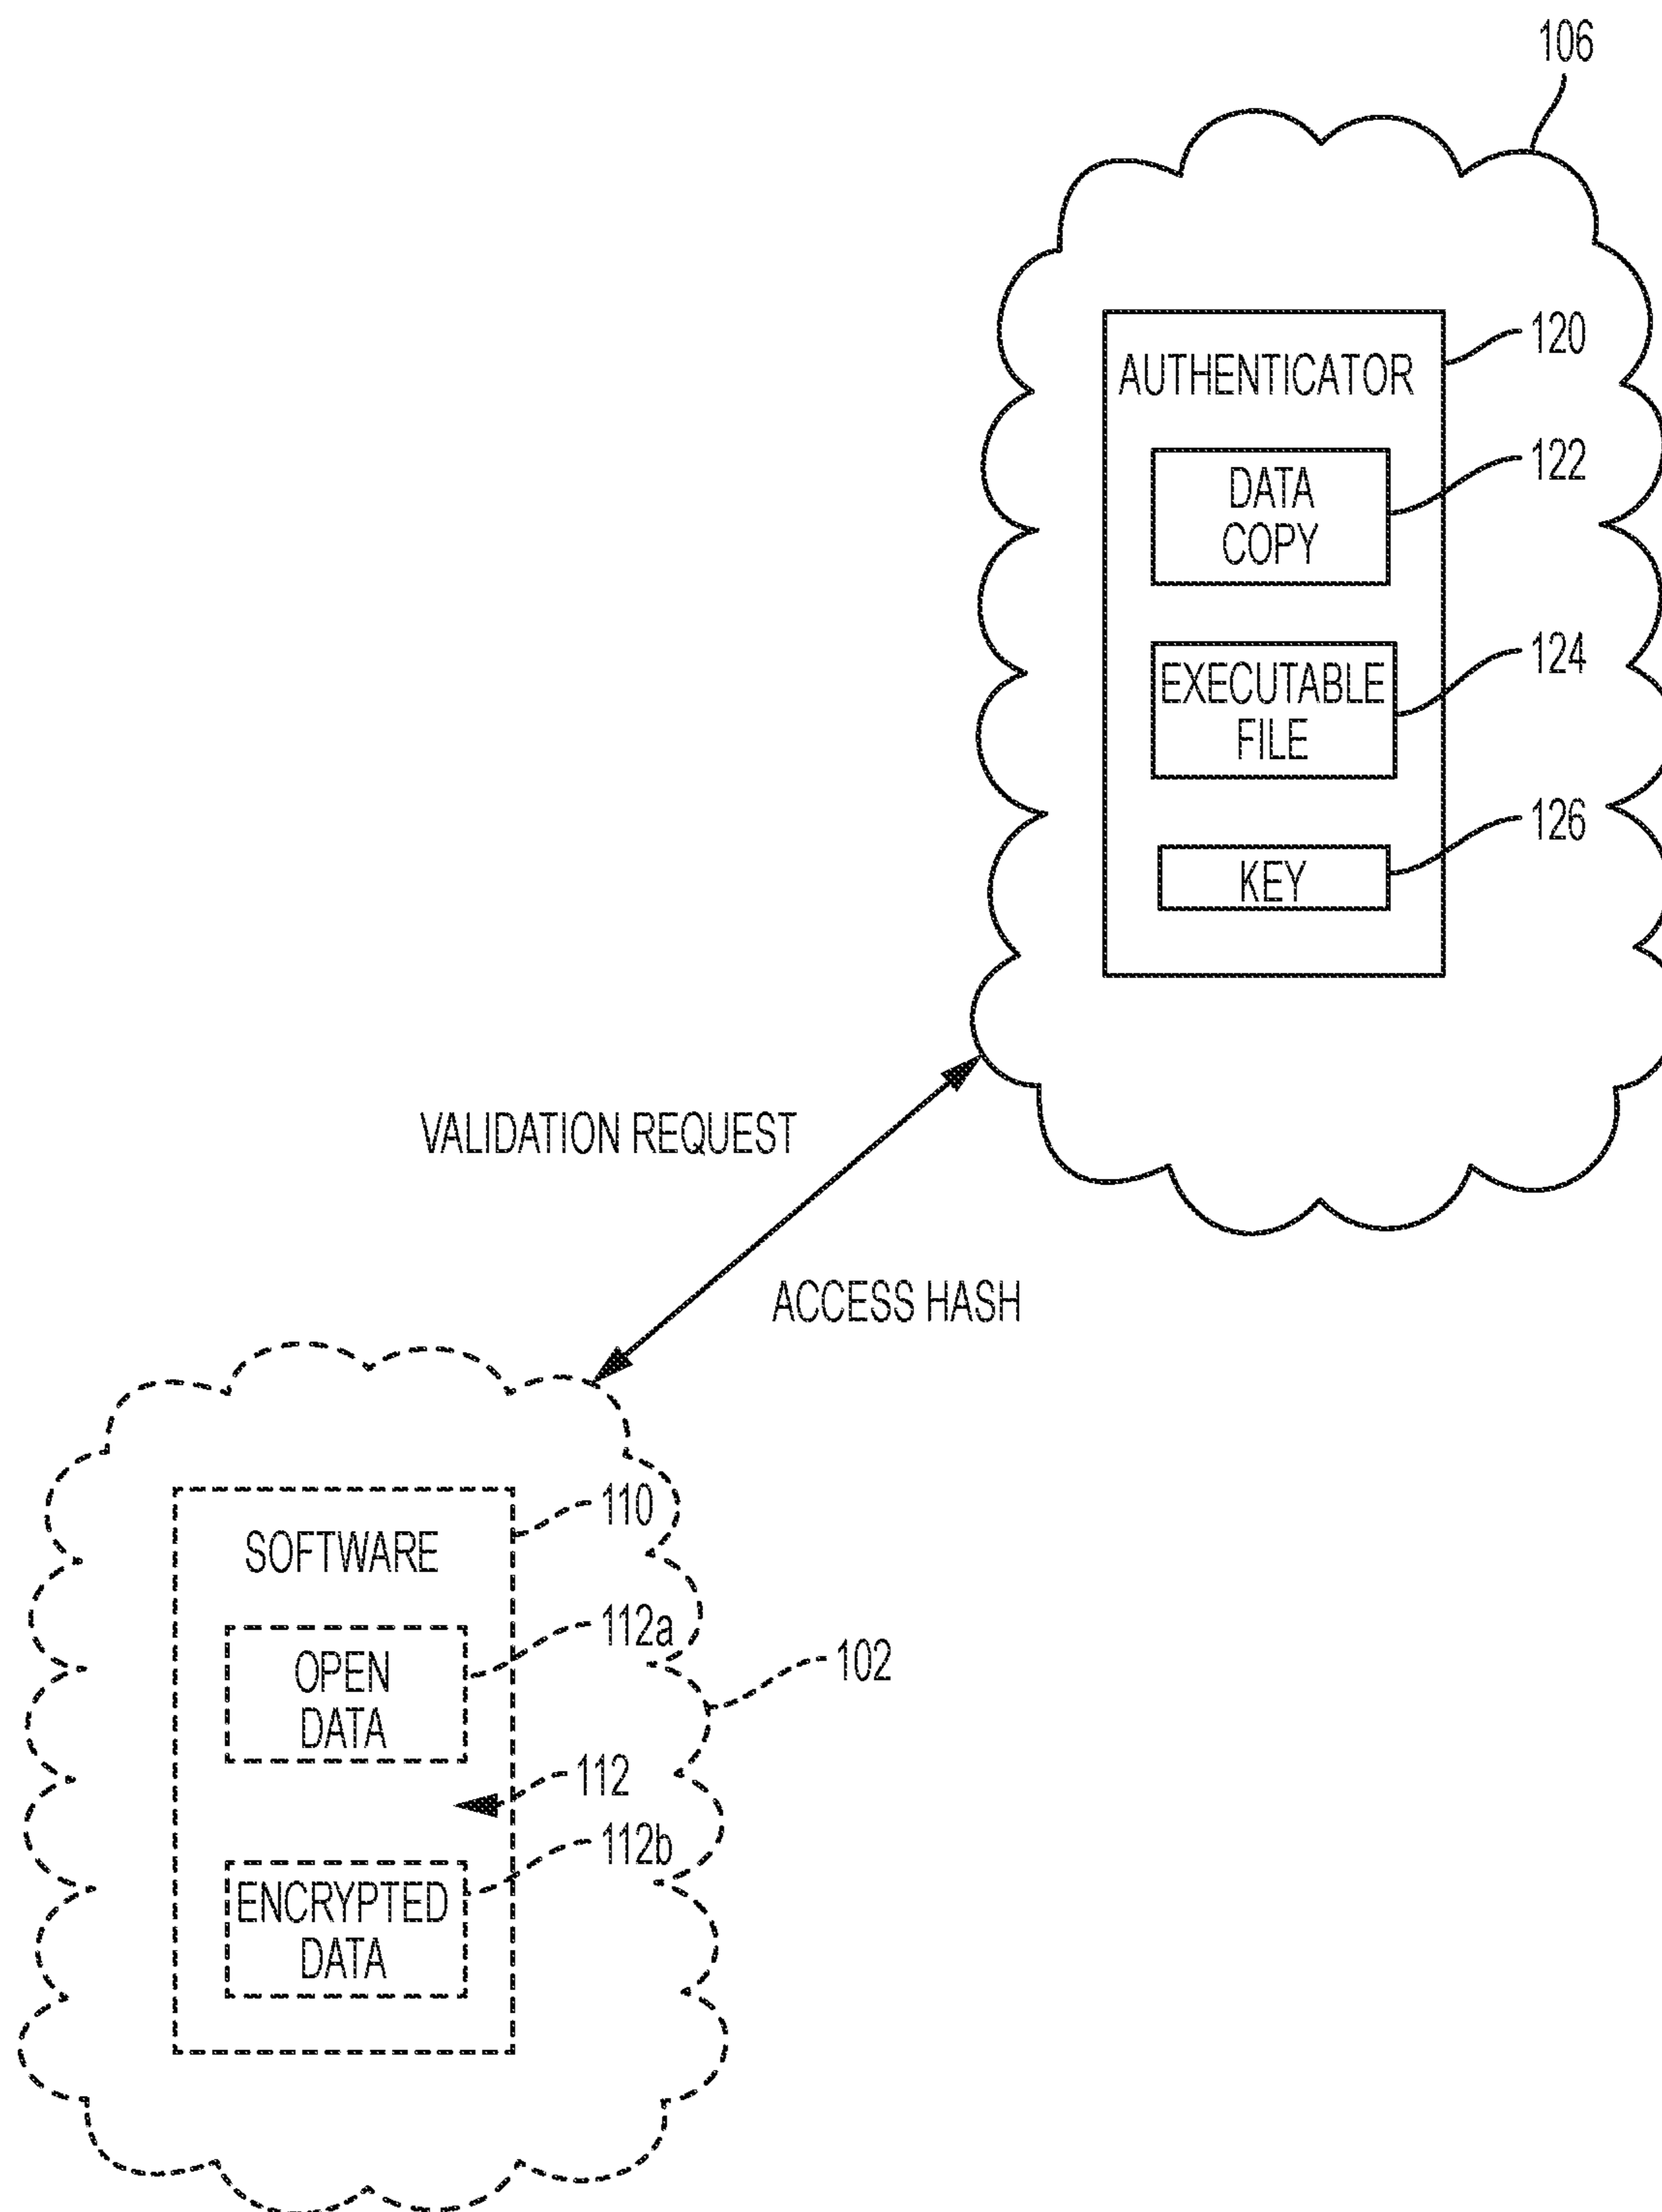 106
AUTHENTICATOR
120
DATA
COPY
122
EXECUTABLE
FILE
124
KEY
126
VALIDATION REQUEST
ACCESS HASH
SOFTWARE
110
OPEN
DATA
112a
102
112
ENCRYPTED
DATA
112b